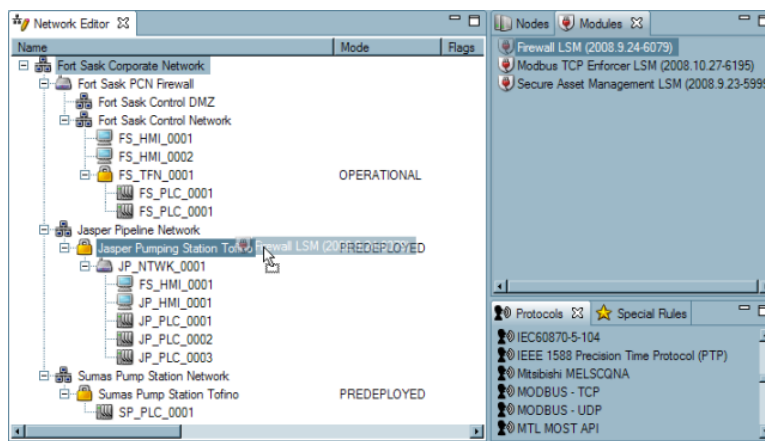 Network Editor
Name Mode Flags
Fort Sask Corporate Network
Fort Sask PCN Firewall
Fort Sask Control DMZ
Fort Sask Control Network
FS_HMI_0001
FS_HMI_0002
FS_TFN_0001 OPERATIONAL
FS_PLC_0001
FS_PLC_0001
Jasper Pipeline Network
Jasper Pumping Station Tofino Firewall LSM PREDEPLOYED
JP_NTWK_0001
FS_HMI_0001
JP_HMI_0001
JP_PLC_0001
JP_PLC_0002
JP_PLC_0003
Sumas Pump Station Network
Sumas Pump Station Tofino PREDEPLOYED
SP_PLC_0001
Nodes Modules
Firewall LSM (2008.9.24-6079)
Modbus TCP Enforcer LSM (2008.10.27-6195)
Secure Asset Management LSM (2008.9.23-5999
Protocols Special Rules
IEC60870-5-104
IEEE 1588 Precision Time Protocol (PTP)
Mitsibishi MELSCQNA
MODBUS - TCP
MODBUS - UDP
MTL MOST API